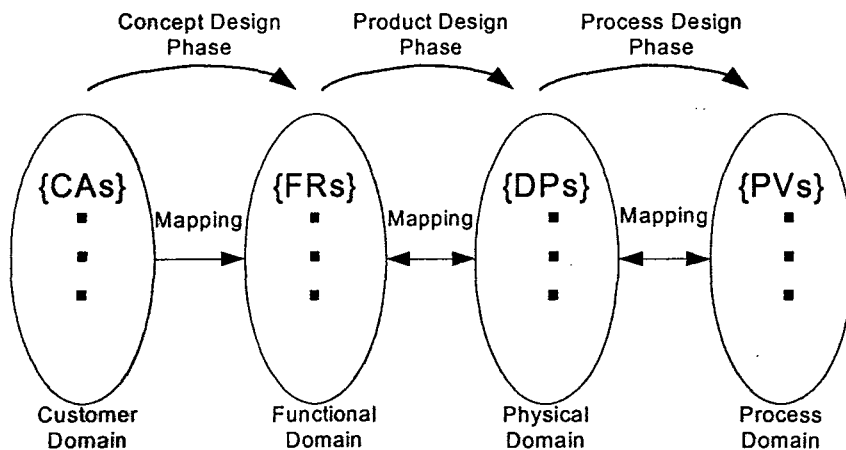 Concept Design
Phase
Product Design
Phase
Process Design
Phase
{CAs}
Mapping
{FRs}
Mapping
{DPs}
Mapping
{PVs}
Customer
Domain
Functional
Domain
Physical
Domain
Process
Domain